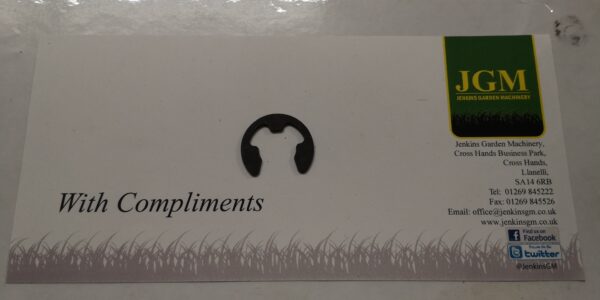 JGM
JENKINS GARDEN MACHINERY
Jenkins Garden Machinery,
Cross Hands Business Park,
Cross Hands,
Llanelli,
SA14 6RB
Tel: 01269 845222
Fax: 01269 845526
Email: office@jenkinsgm.co.uk
www.jenkinsgm.co.uk
With Compliments
Find us on
Facebook
twitter
@JenkinsGM